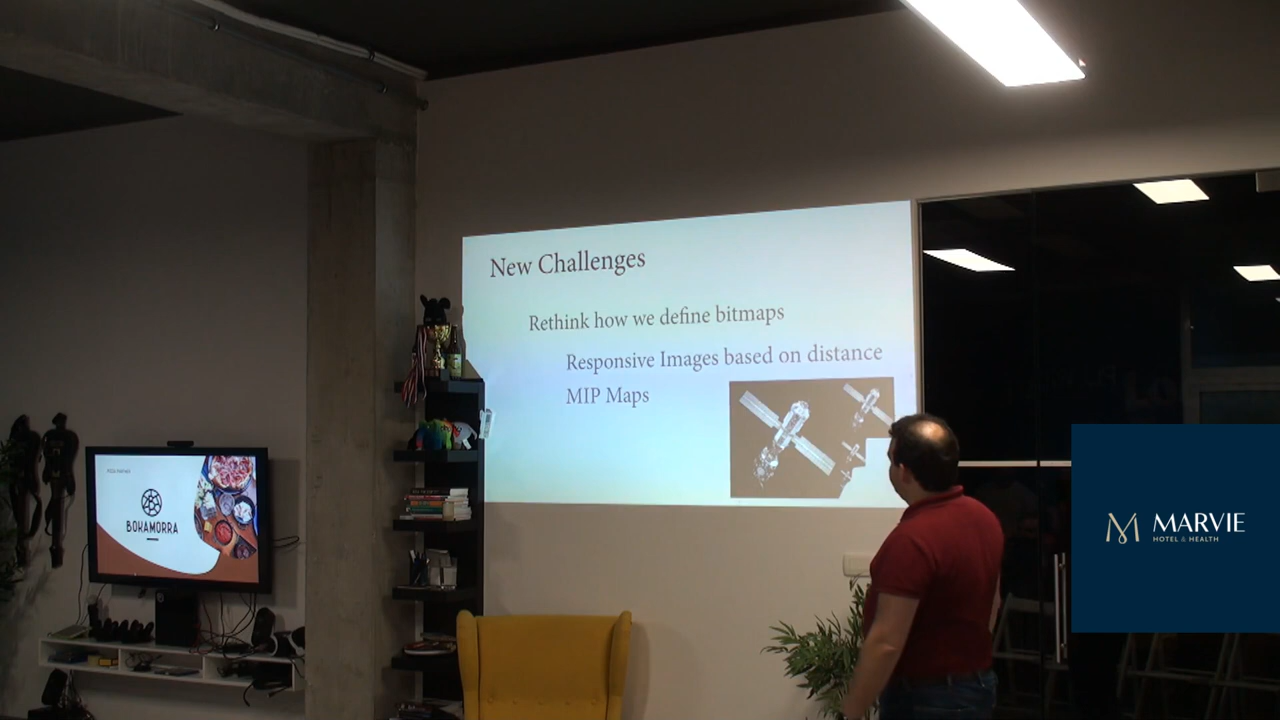 New Challenges
Rethink how we define bitmaps
Responsive Images based on distance
MIP Maps
BOKAMORRA
MARVIE
HOTEL & HEALTH